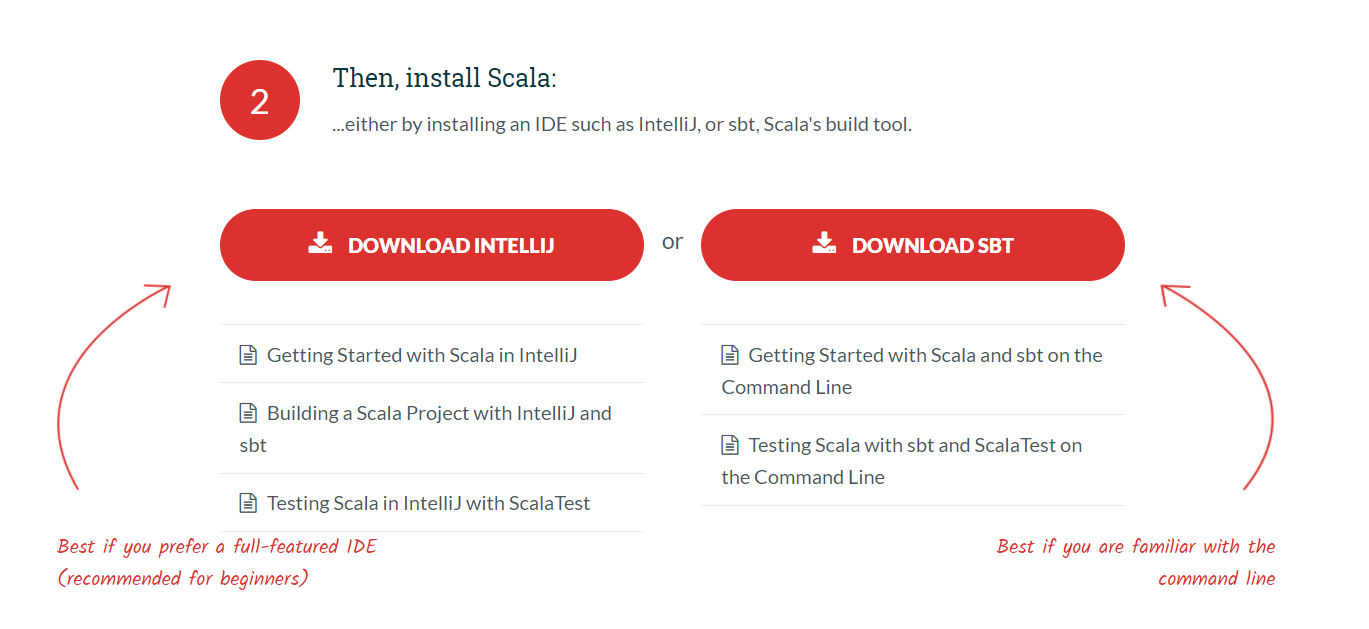 2
Then, install Scala:
...either by installing an IDE such as IntelliJ, or sbt, Scala's build tool.
DOWNLOAD INTELLIJ
or
DOWNLOAD SBT
Getting Started with Scala in IntelliJ
Building a Scala Project with IntelliJ and
sbt
Testing Scala in IntelliJ with ScalaTest
Getting Started with Scala and sbt on the
Command Line
Testing Scala with sbt and ScalaTest on
the Command Line
Best if you prefer a full-featured IDE
(recommended for beginners)
Best if you are familiar with the
command line